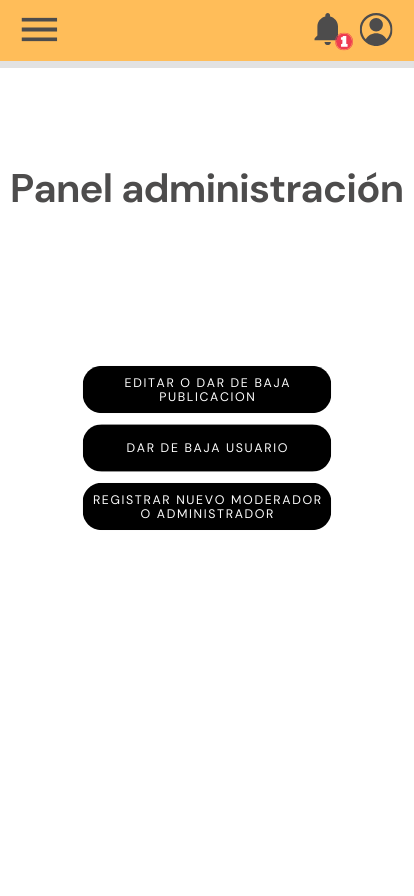 1
Panel administración
EDITAR O DAR DE BAJA
PUBLICACION
DAR DE BAJA USUARIO
REGISTRAR NUEVO MODERADOR
O ADMINISTRADOR